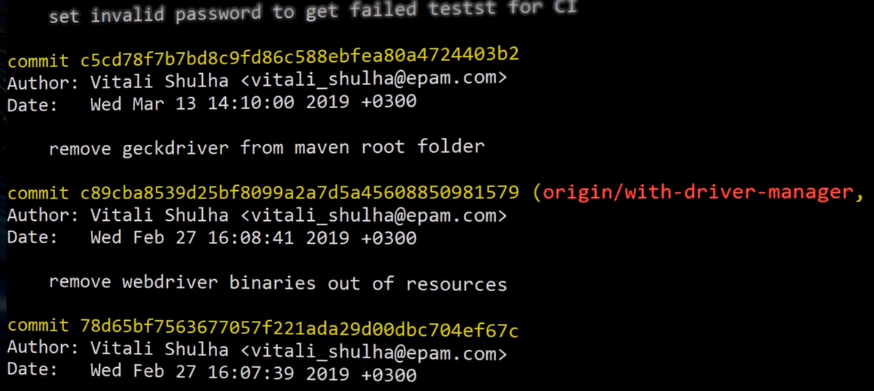 set invalid password to get failed testst for CI
commit c5cd78f7b7bd8c9fd86c588ebfea80a4724403b2
Author: Vitali Shulha <vitali_shulha@epam.com>
Date: Wed Mar 13 14:10:00 2019 +0300
remove geckdriver from maven root folder
commit c89cba8539d25bf8099a2a7d5a45608850981579 (origin/with-driver-manager,
Author: Vitali Shulha <vitali_shulha@epam.com>
Date: Wed Feb 27 16:08:41 2019 +0300
remove webdriver binaries out of resources
commit 78d65bf7563677057f221ada29d00dbc704ef67c
Author: Vitali Shulha <vitali_shulha@epam.com>
Date: Wed Feb 27 16:07:39 2019 +0300